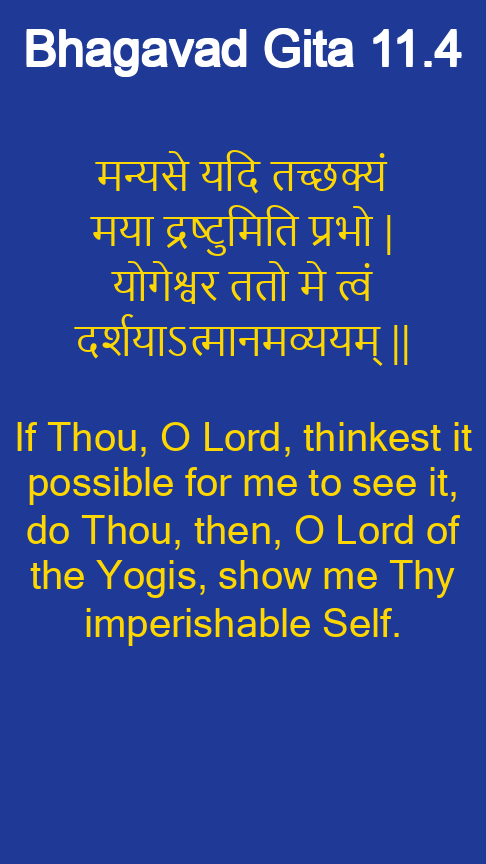 Bhagavad Gita 11.4
मन्यसे यदि तच्छक्यं
मया द्रष्टुमिति प्रभो |
योगेश्वर ततो मे त्वं
दर्शयाऽत्मानमव्ययम् ||
If Thou, O Lord, thinkest it
possible for me to see it,
do Thou, then, O Lord of
the Yogis, show me Thy
imperishable Self.